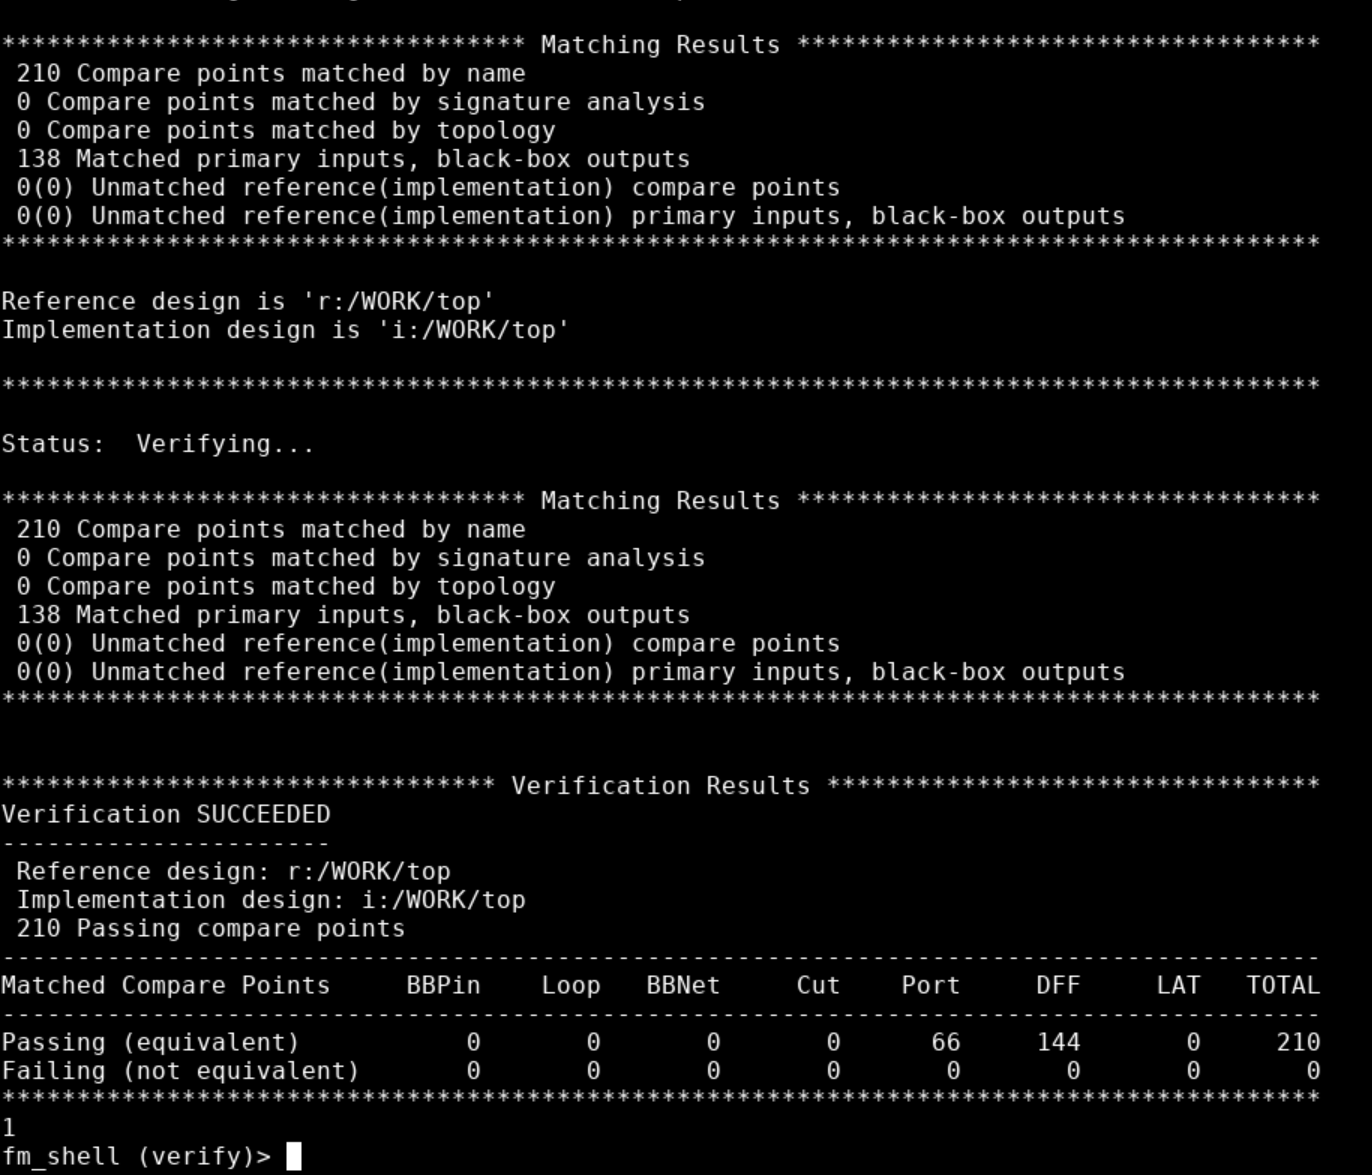 *********************************** Matching Results ***********************************
 210 Compare points matched by name
 0 Compare points matched by signature analysis
 0 Compare points matched by topology
 138 Matched primary inputs, black-box outputs
 0(0) Unmatched reference(implementation) compare points
 0(0) Unmatched reference(implementation) primary inputs, black-box outputs
****************************************************************************************
Reference design is 'r:/WORK/top'
Implementation design is 'i:/WORK/top'
****************************************************************************************
Status:  Verifying...
*********************************** Matching Results ***********************************
 210 Compare points matched by name
 0 Compare points matched by signature analysis
 0 Compare points matched by topology
 138 Matched primary inputs, black-box outputs
 0(0) Unmatched reference(implementation) compare points
 0(0) Unmatched reference(implementation) primary inputs, black-box outputs
****************************************************************************************
********************************* Verification Results *********************************
Verification SUCCEEDED
----------------------
 Reference design: r:/WORK/top
 Implementation design: i:/WORK/top
 210 Passing compare points
----------------------------------------------------------------------------------------
Matched Compare Points     BBPin    Loop   BBNet     Cut    Port     DFF     LAT   TOTAL
----------------------------------------------------------------------------------------
Passing (equivalent)           0       0       0       0      66     144       0     210
Failing (not equivalent)       0       0       0       0       0       0       0       0
****************************************************************************************
1
fm_shell (verify)>